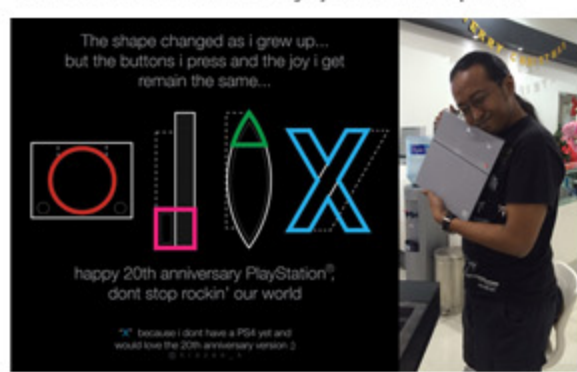 The shape changed as i grew up...
but the buttons i press and the joy i get
remain the same...
happy 20th anniversary PlayStation®,
dont stop rockin' our world
"X" because i dont have a PS4 yet and
would love the 20th anniversary version :)